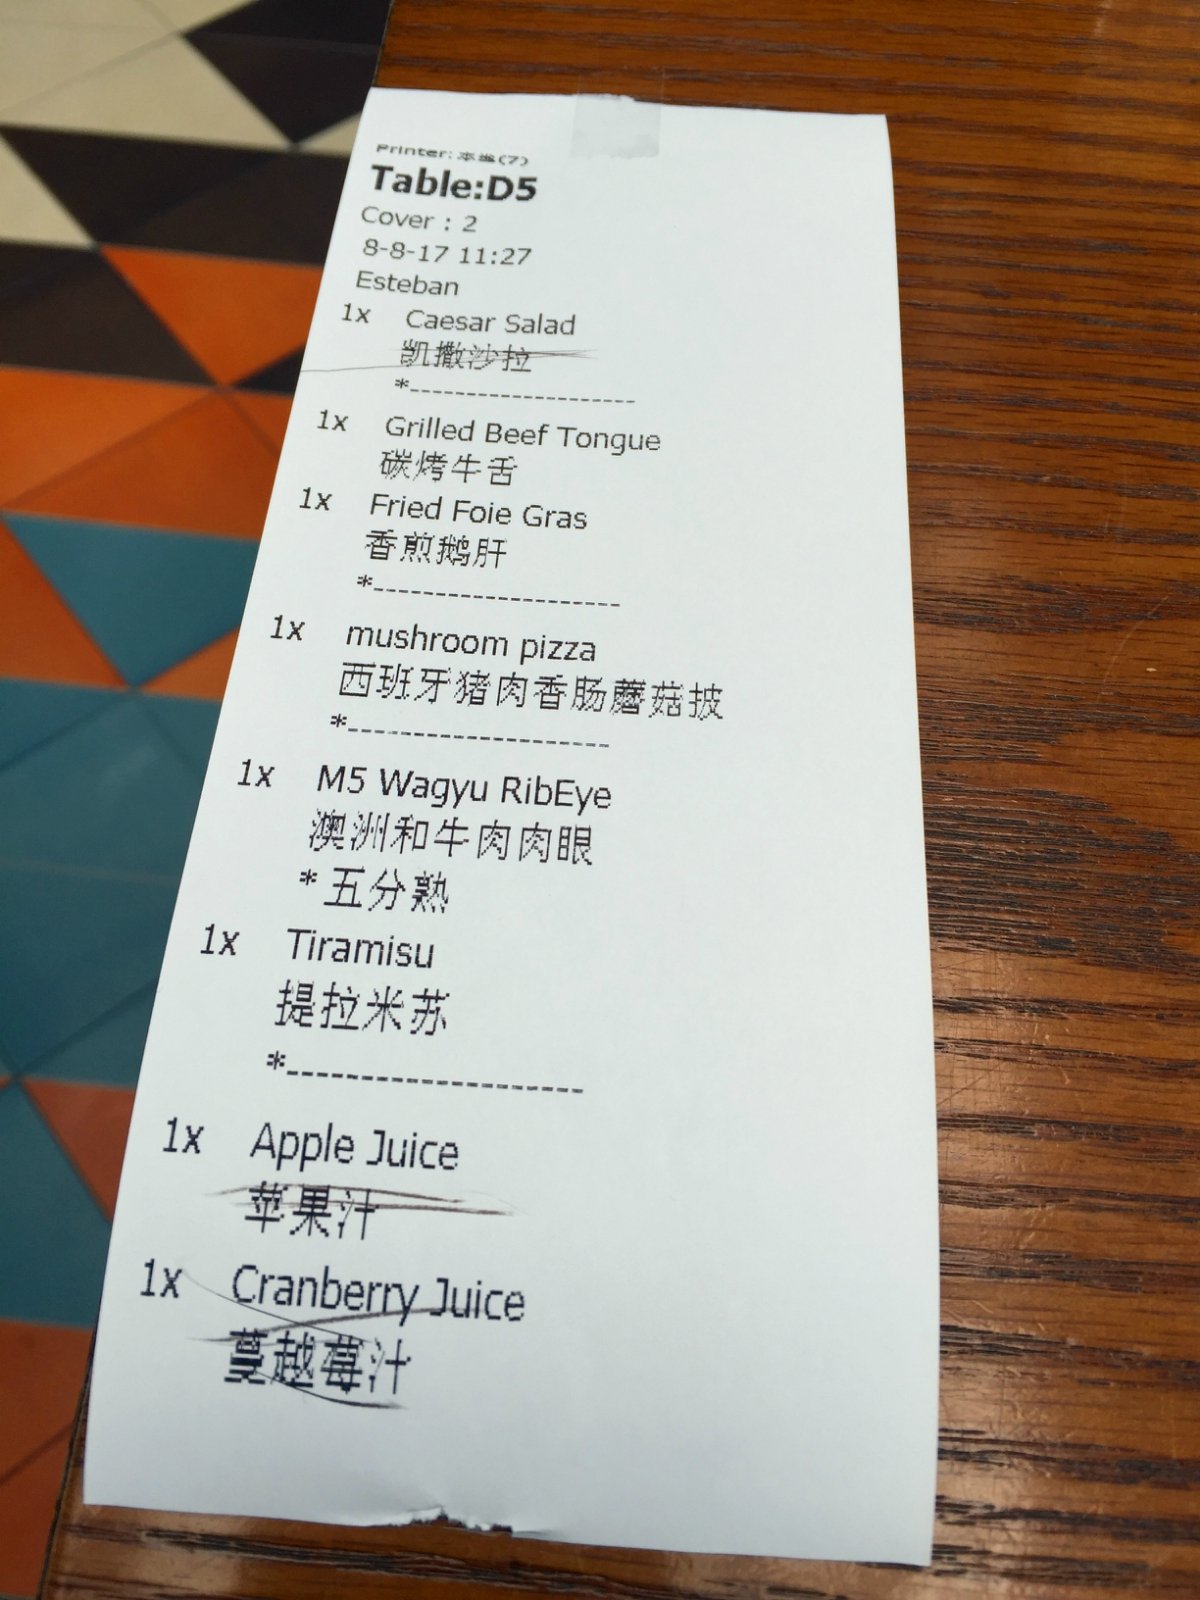 Printer: 本地(7)
Table:D5
Cover : 2
8-8-17 11:27
Esteban
1x Caesar Salad
凯撒沙拉
*--------------------
1x Grilled Beef Tongue
碳烤牛舌
1x Fried Foie Gras
香煎鹅肝
*--------------------
1x mushroom pizza
西班牙猪肉香肠蘑菇披
*--------------------
1x M5 Wagyu RibEye
澳洲和牛肉肉眼
* 五分熟
1x Tiramisu
提拉米苏
*--------------------
1x Apple Juice
苹果汁
1x Cranberry Juice
蔓越莓汁